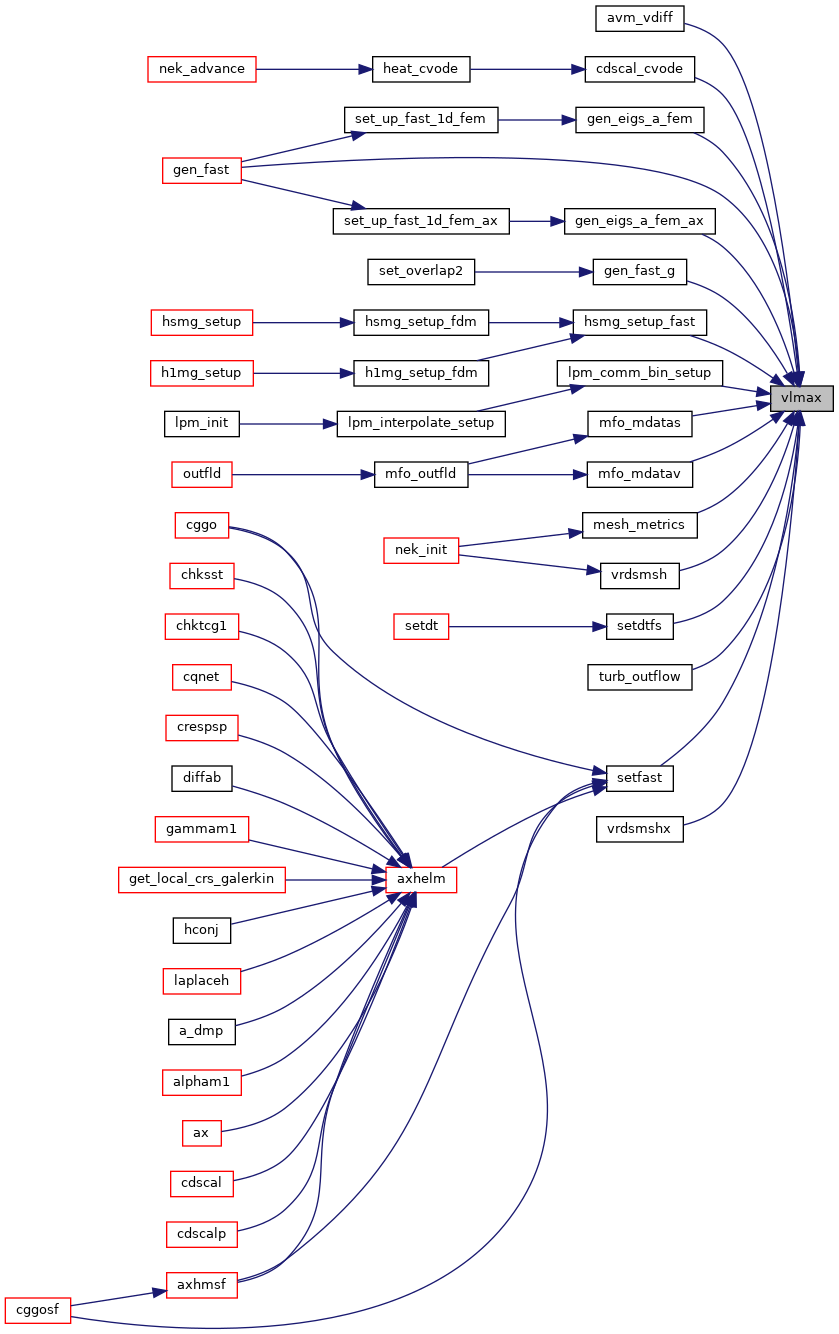 avm_vdiff
nek_advance
heat_cvode
cdscal_cvode
set_up_fast_1d_fem
gen_eigs_a_fem
gen_fast
set_up_fast_1d_fem_ax
gen_eigs_a_fem_ax
set_overlap2
gen_fast_g
hsmg_setup
hsmg_setup_fdm
hsmg_setup_fast
h1mg_setup
h1mg_setup_fdm
lpm_comm_bin_setup
vlmax
lpm_init
lpm_interpolate_setup
mfo_mdatas
outfld
mfo_outfld
mfo_mdatav
cggo
mesh_metrics
nek_init
chksst
vrdsmsh
chktcg1
setdt
setdtfs
cqnet
turb_outflow
crespsp
diffab
setfast
gammam1
vrdsmshx
get_local_crs_galerkin
axhelm
hconj
laplaceh
a_dmp
alpham1
ax
cdscal
cdscalp
axhmsf
cggosf